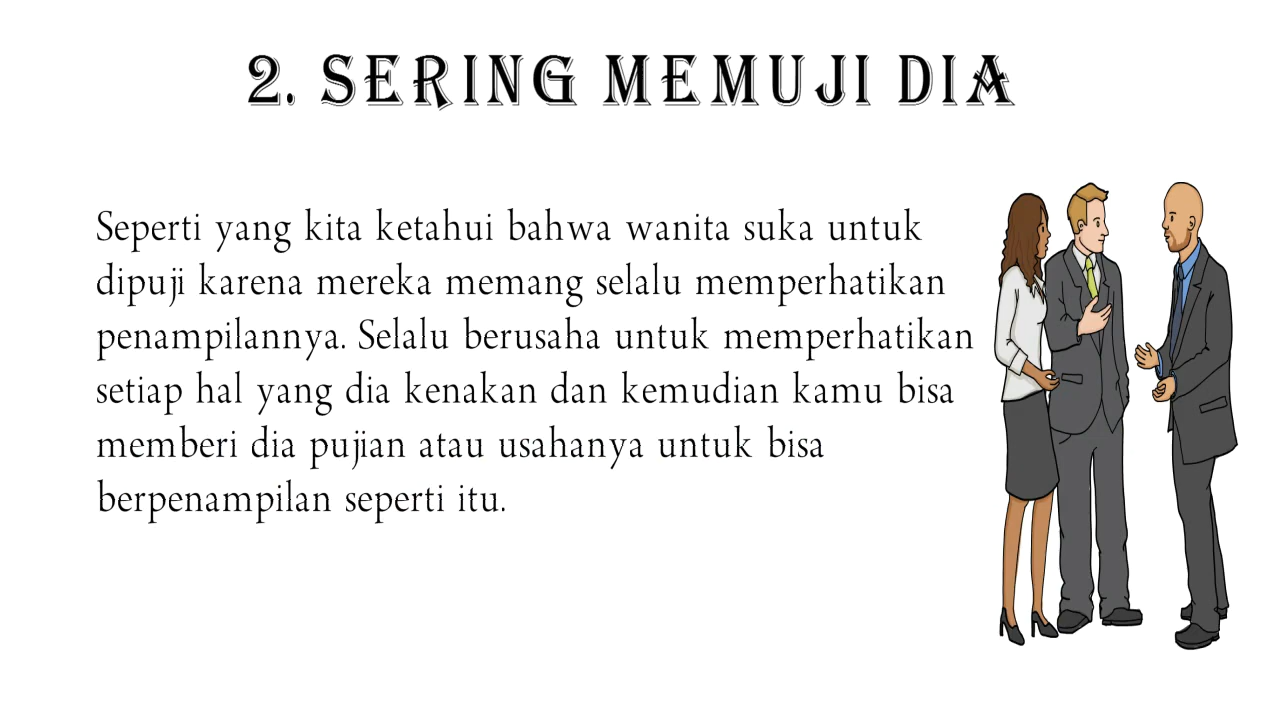 2. SERING MEMUJI DIA
Seperti yang kita ketahui bahwa wanita suka untuk
dipuji karena mereka memang selalu memperhatikan
penampilannya. Selalu berusaha untuk memperhatikan
setiap hal yang dia kenakan dan kemudian kamu bisa
memberi dia pujian atau usahanya untuk bisa
berpenampilan seperti itu.